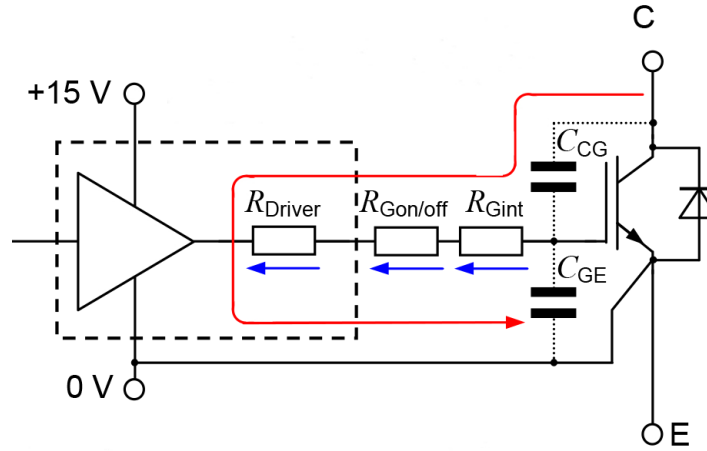 C
+15 V
CCG
RDriver
RGon/off
RGint
CGE
0 V
E